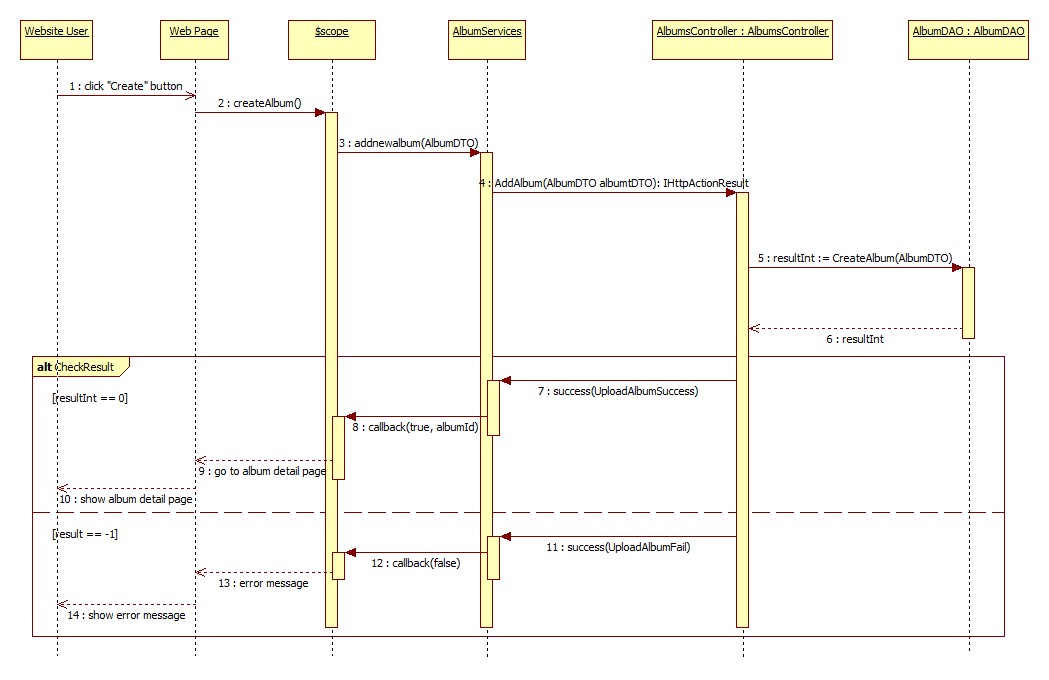 Website User
Web Page
$scope
AlbumServices
AlbumsController : AlbumsController
AlbumDAO : AlbumDAO
1 : click "Create" button
2 : createAlbum()
3 : addnewalbum(AlbumDTO)
4 : AddAlbum(AlbumDTO albumtDTO): IHttpActionResult
5 : resultInt := CreateAlbum(AlbumDTO)
6 : resultInt
alt CheckResult
[resultInt == 0]
7 : success(UploadAlbumSuccess)
8 : callback(true, albumId)
9 : go to album detail page
10 : show album detail page
[result == -1]
11 : success(UploadAlbumFail)
12 : callback(false)
13 : error message
14 : show error message